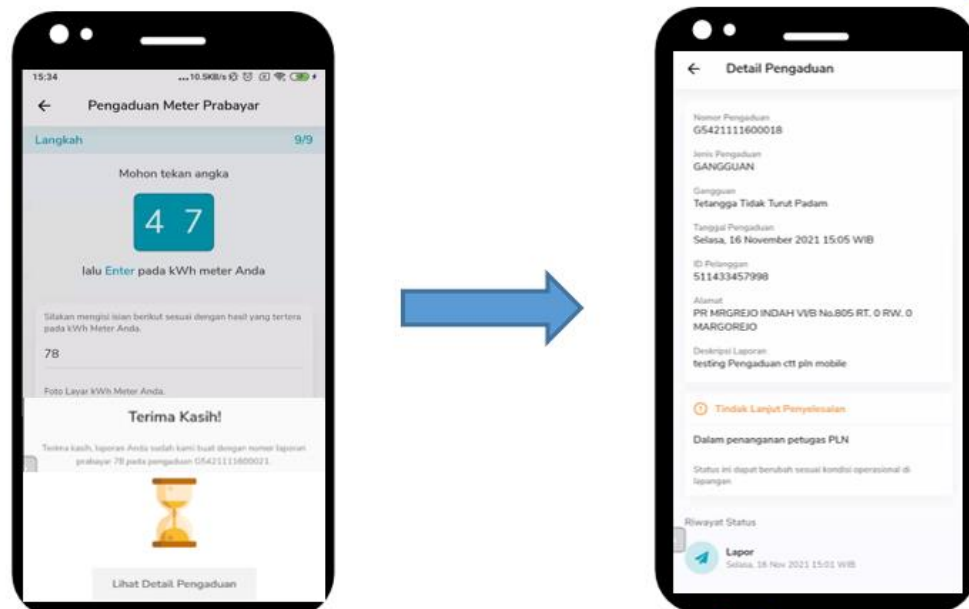 15:34
10.5KB/s
Pengaduan Meter Prabayar
Langkah 9/9
Mohon tekan angka
4 7
lalu Enter pada kWh meter Anda
Silakan mengisi isian berikut sesuai dengan hasil yang tertera
pada kWh Meter Anda.
78
Foto Layar kWh Meter Anda.
Terima Kasih!
Terima kasih, laporan Anda sudah kami buat dengan nomor laporan
prabayar 78 pada pengaduan G5421111600021.
Lihat Detail Pengaduan
Detail Pengaduan
Nomor Pengaduan
G5421111600018
Jenis Pengaduan
GANGGUAN
Gangguan
Tetangga Tidak Turut Padam
Tanggal Pengaduan
Selasa, 16 November 2021 15:05 WIB
ID Pelanggan
511433457998
Alamat
PR MRGREJO INDAH VI/B No.805 RT. 0 RW. 0
MARGOREJO
Deskripsi Laporan
testing Pengaduan ctt pln mobile
Tindak Lanjut Penyelesaian
Dalam penanganan petugas PLN
Status ini dapat berubah sesuai kondisi operasional di
lapangan
Riwayat Status
Lapor
Selasa, 16 Nov 2021 15:01 WIB